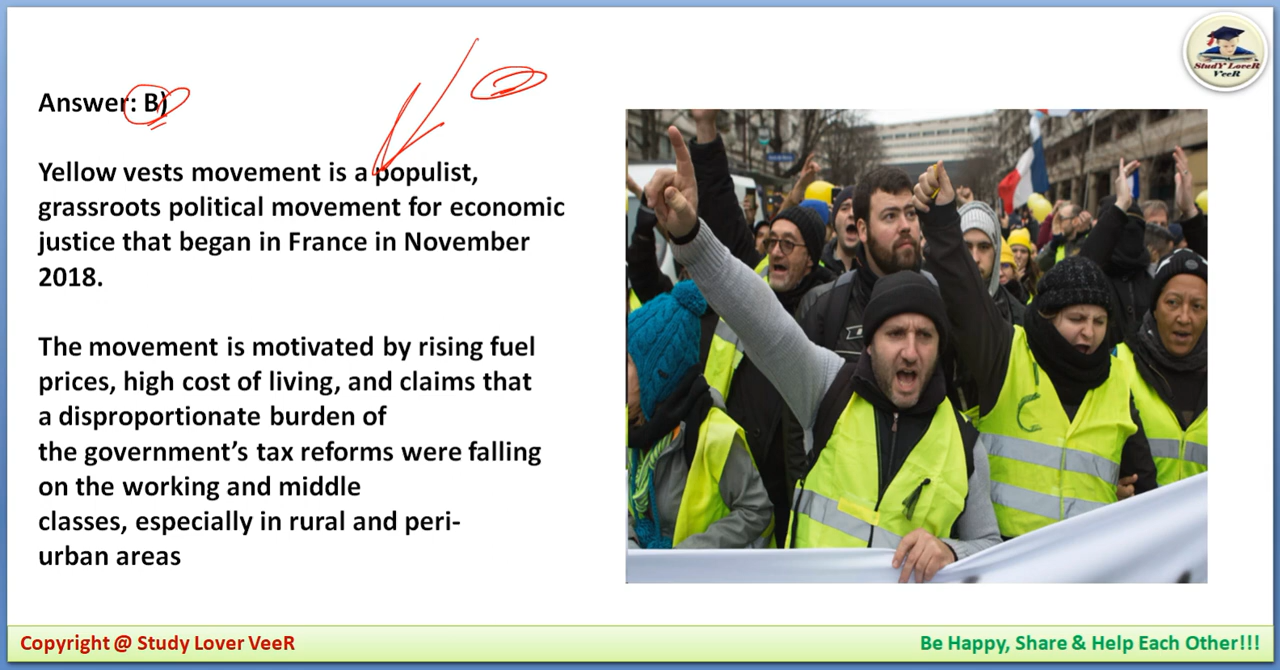 StudY LoveR
VeeR
Answer: B)
Yellow vests movement is a populist,
grassroots political movement for economic
justice that began in France in November
2018.
The movement is motivated by rising fuel
prices, high cost of living, and claims that
a disproportionate burden of
the government’s tax reforms were falling
on the working and middle
classes, especially in rural and peri-
urban areas
Copyright @ Study Lover VeeR
Be Happy, Share & Help Each Other!!!